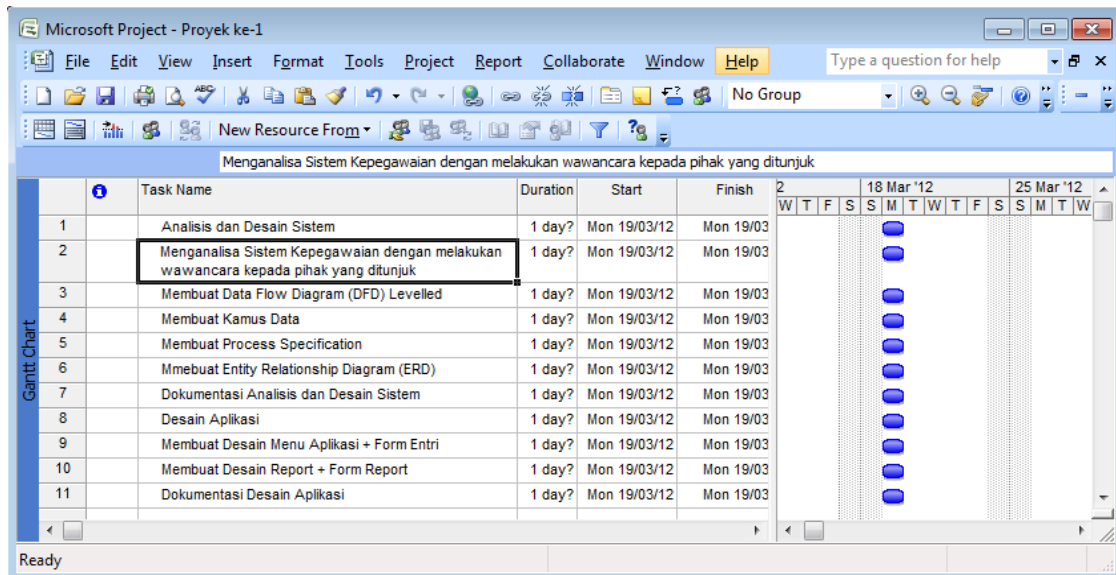 Microsoft Project - Proyek ke-1
File Edit View Insert Format Tools Project Report Collaborate Window Help Type a question for help
ABC No Group
New Resource From
Menganalisa Sistem Kepegawaian dengan melakukan wawancara kepada pihak yang ditunjuk
Task Name Duration Start Finish 2 18 Mar '12 25 Mar '12
W T F S S M T W T F S S M T W
1 Analisis dan Desain Sistem 1 day? Mon 19/03/12 Mon 19/03
2 Menganalisa Sistem Kepegawaian dengan melakukan 1 day? Mon 19/03/12 Mon 19/03
wawancara kepada pihak yang ditunjuk
3 Membuat Data Flow Diagram (DFD) Levelled 1 day? Mon 19/03/12 Mon 19/03
4 Membuat Kamus Data 1 day? Mon 19/03/12 Mon 19/03
5 Membuat Process Specification 1 day? Mon 19/03/12 Mon 19/03
6 Mmebuat Entity Relationship Diagram (ERD) 1 day? Mon 19/03/12 Mon 19/03
7 Dokumentasi Analisis dan Desain Sistem 1 day? Mon 19/03/12 Mon 19/03
8 Desain Aplikasi 1 day? Mon 19/03/12 Mon 19/03
9 Membuat Desain Menu Aplikasi + Form Entri 1 day? Mon 19/03/12 Mon 19/03
10 Membuat Desain Report + Form Report 1 day? Mon 19/03/12 Mon 19/03
11 Dokumentasi Desain Aplikasi 1 day? Mon 19/03/12 Mon 19/03
Gantt Chart
Ready